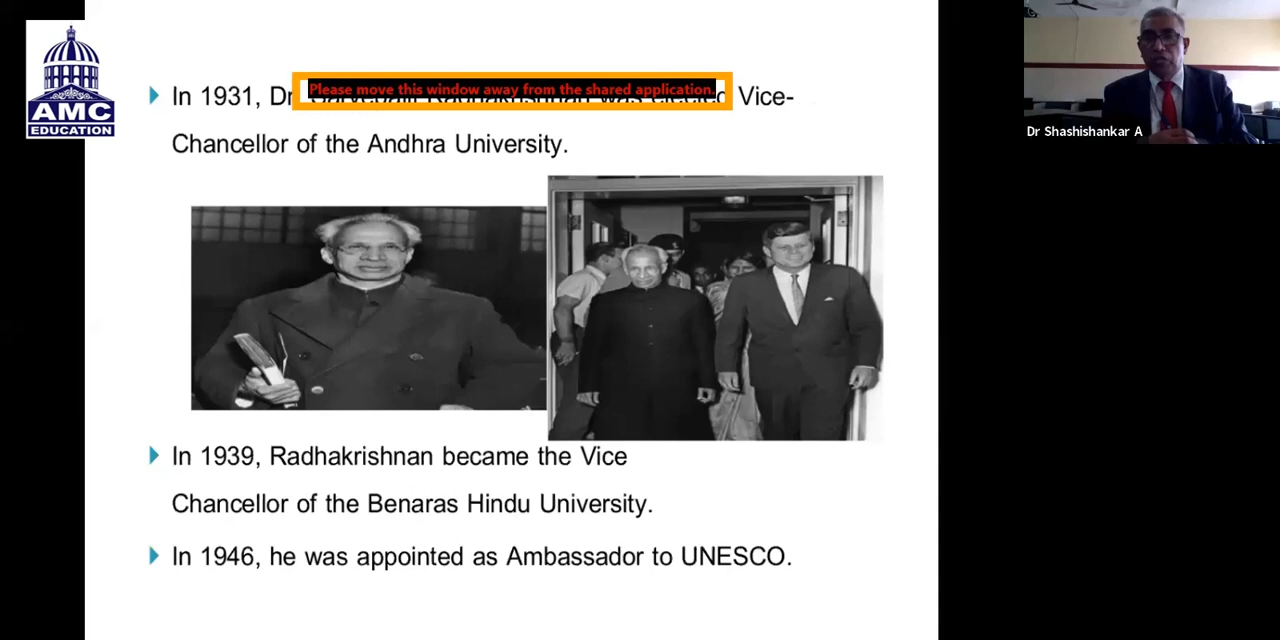 AMC
EDUCATION
In 1931, Dr
Please move this window away from the shared application.
Vice-
Chancellor of the Andhra University.
In 1939, Radhakrishnan became the Vice
Chancellor of the Benaras Hindu University.
In 1946, he was appointed as Ambassador to UNESCO.
Dr Shashishankar A